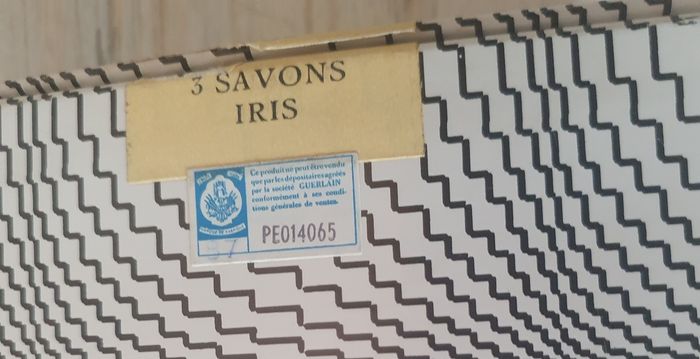 3 SAVONS
IRIS
Ce produit ne peut être vendu
que par les dépositaires agréés
par la société GUERLAIN
conformément à ses condi-
tions générales de ventes.
PE014065